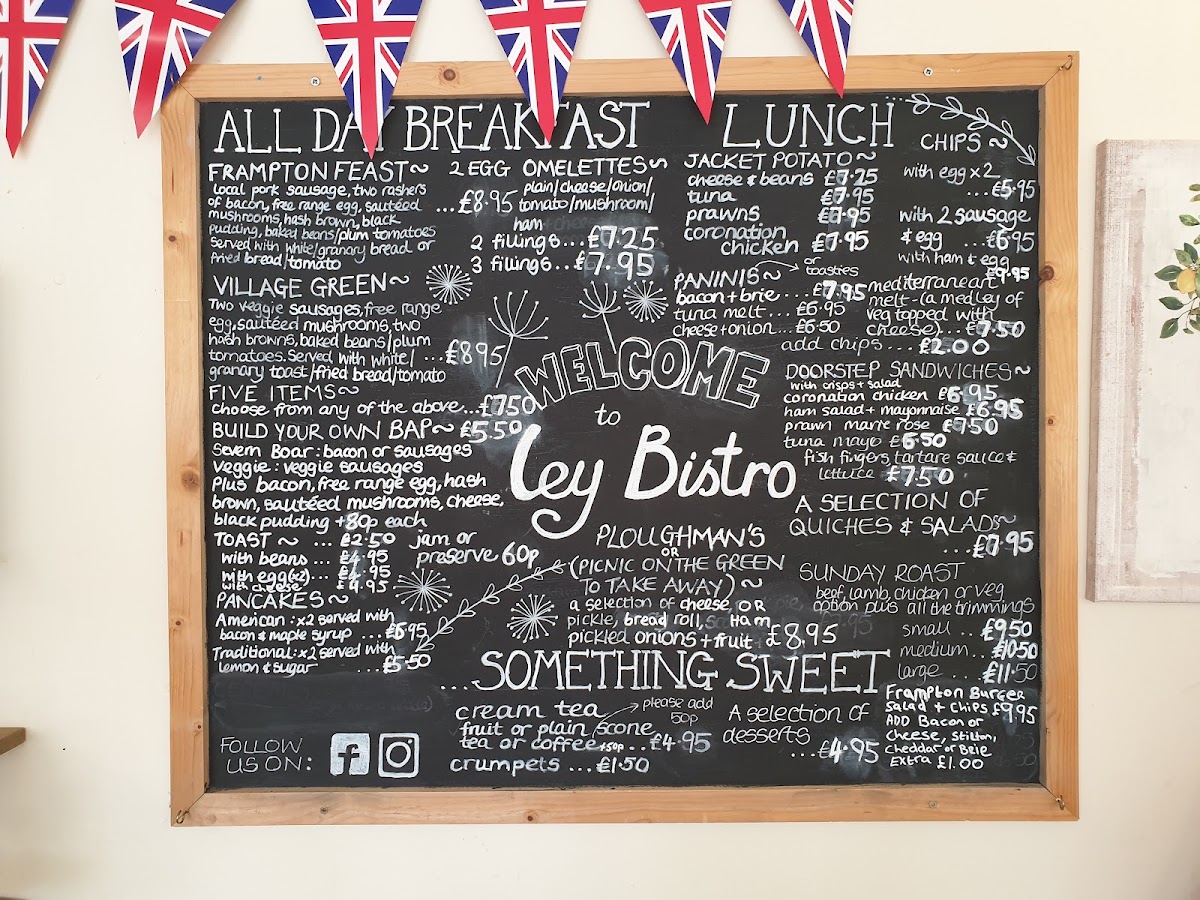 ALL DAY BREAKFAST
FRAMPTON FEAST~
local pork sausage, two rashers
of bacon, free range egg, sautéed
mushrooms, hash brown, black
pudding, baked beans/plum tomatoes
served with white/granary bread or
fried bread/tomato
...£8.95
VILLAGE GREEN~
Two veggie sausages, free range
egg, sautéed mushrooms, two
hash browns, baked beans/plum
tomatoes. Served with white/
granary toast/fried bread/tomato
...£8.95
FIVE ITEMS~
choose from any of the above...£7.50
BUILD YOUR OWN BAP~ £5.50
Severn Boar: bacon or sausages
Veggie: veggie sausages
Plus bacon, free range egg, hash
brown, sautéed mushrooms, cheese,
black pudding +80p each
TOAST ~ ... £2.50
with beans ... £4.95
with egg (x2) ... £4.95
with cheese £4.95
jam or
preserve 60p
PANCAKES~
American: x2 served with
bacon & maple syrup ...£6.95
Traditional: x2 served with
lemon & sugar ...£5.50
2 EGG OMELETTES~
plain/cheese/onion/
tomato/mushroom/
ham
2 fillings...£7.25
3 fillings...£7.95
WELCOME
to
ley Bistro
PLOUGHMAN'S
OR
(PICNIC ON THE GREEN
TO TAKE AWAY) ~
a selection of cheese, OR
pickle, bread roll, Ham
pickled onions + fruit £8.95
LUNCH
JACKET POTATO~
cheese & beans £7.25
tuna £7.95
prawns £7.95
coronation
chicken £7.95
CHIPS ~
with egg x2
...£5.95
with 2 sausage
& egg ...£6.95
with ham & egg
£9.95
PANINIS~ or
toasties
bacon + brie ... £7.95
tuna melt ... £6.95
cheese + onion ... £6.50
mediterranean
melt - (a medley of
veg topped with
cheese) ... £7.50
add chips ... £2.00
DOORSTEP SANDWICHES~
with crisps + salad
coronation chicken £6.95
ham salad + mayonnaise £6.95
prawn marie rose £7.50
tuna mayo £6.50
fish fingers, tartare sauce &
lettuce £7.50
A SELECTION OF
QUICHES & SALADS~
...£7.95
SUNDAY ROAST
beef, lamb, chicken or veg
option plus all the trimmings
small ... £9.50
medium ... £10.50
large ... £11.50
Frampton Burger
Salad + chips £9.95
ADD Bacon or
cheese, Stilton,
cheddar or Brie
Extra £1.00
...SOMETHING SWEET
cream tea
fruit or plain scone
please add
50p
tea or coffee +50p ... £4.95
crumpets ... £1.50
A selection of
desserts
...£4.95
FOLLOW
US ON: